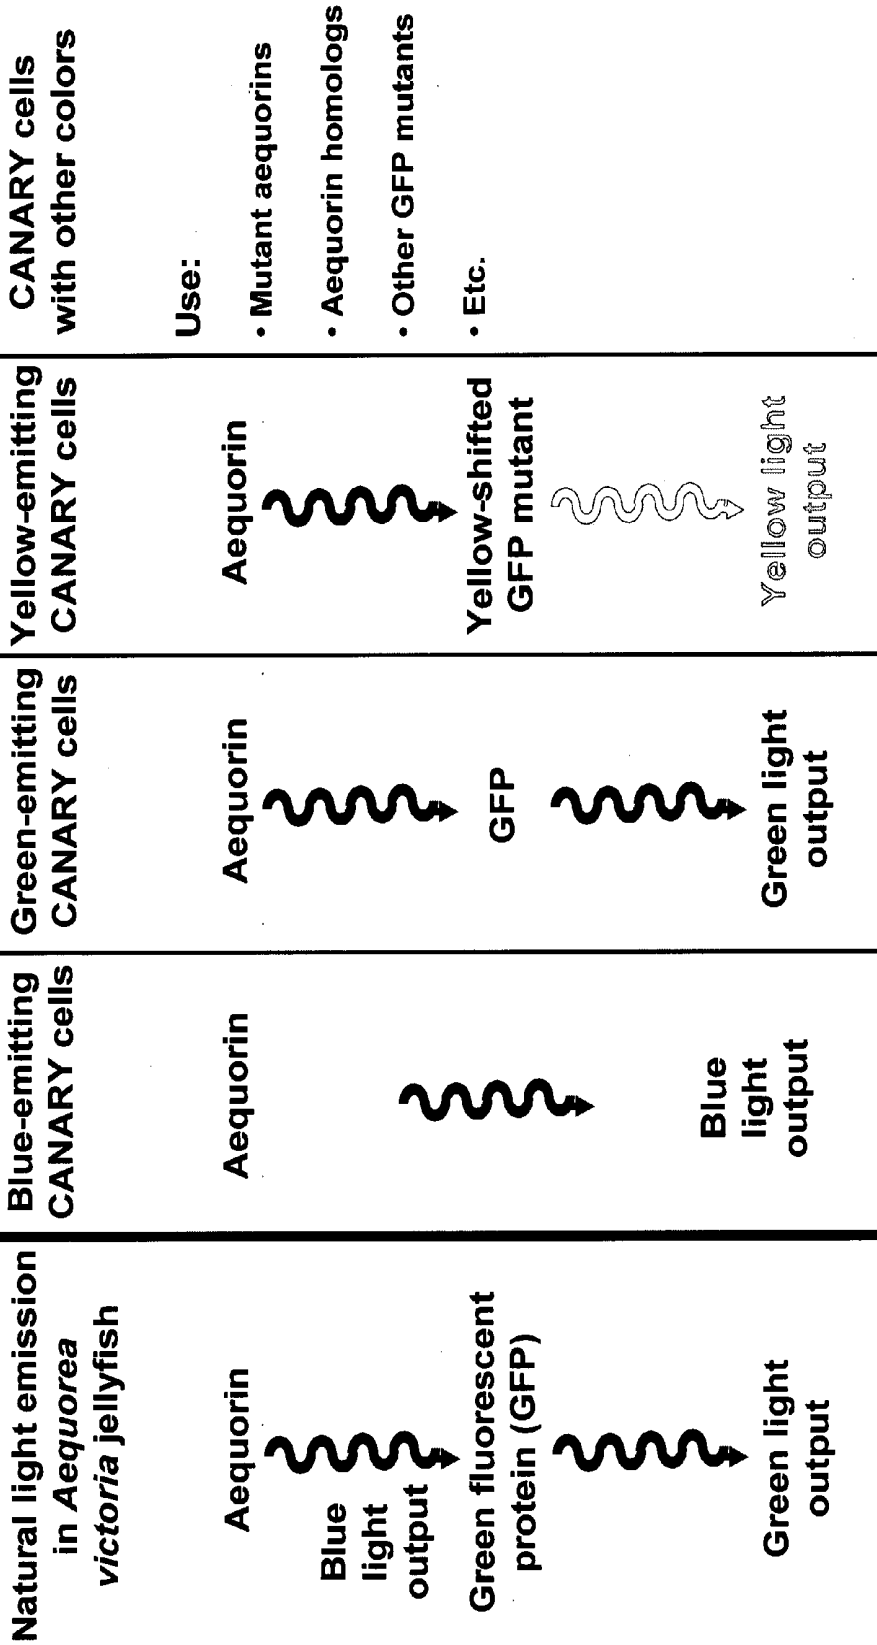 Natural light emission
in Aequorea
victoria jellyfish
Aequorin
Blue
light
output
Green fluorescent
protein (GFP)
Green light
output
Blue-emitting
CANARY cells
Aequorin
Blue
light
output
Green-emitting
CANARY cells
Aequorin
GFP
Green light
output
Yellow-emitting
CANARY cells
Aequorin
Yellow-shifted
GFP mutant
Yellow light
output
CANARY cells
with other colors
Use:
• Mutant aequorins
• Aequorin homologs
• Other GFP mutants
• Etc.